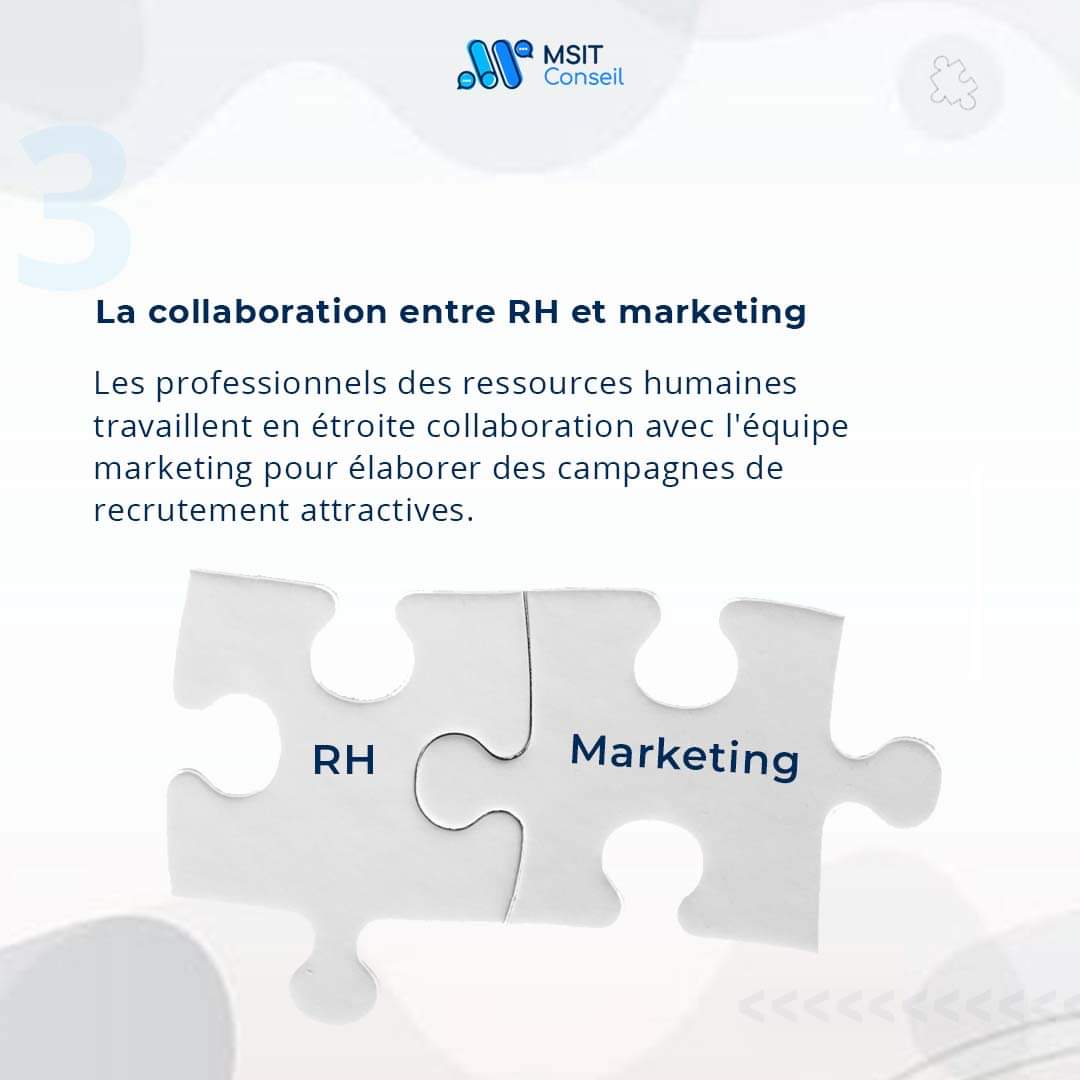 MSIT
Conseil
3
La collaboration entre RH et marketing
Les professionnels des ressources humaines
travaillent en étroite collaboration avec l'équipe
marketing pour élaborer des campagnes de
recrutement attractives.
RH
Marketing
<<<<<<<<<<<